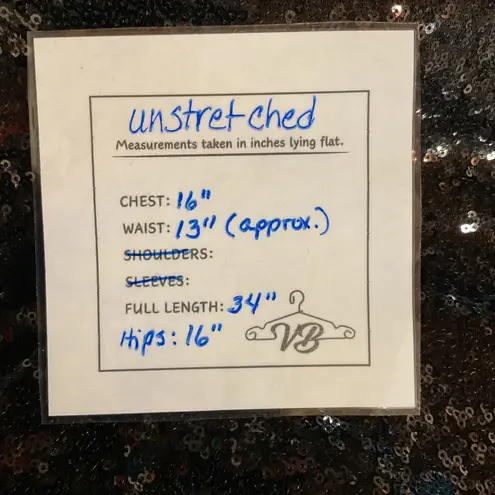 unstretched
Measurements taken in inches lying flat.
CHEST: 16"
WAIST: 13" (approx.)
SHOULDERS:
SLEEVES:
FULL LENGTH: 34"
Hips: 16"
VB